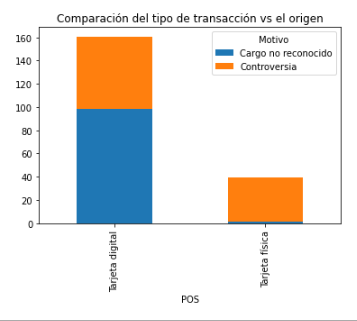 Comparación del tipo de transacción vs el origen
Motivo
Cargo no reconocido
Controversia
160
140
120
100
80
60
40
20
0
Tarjeta digital
Tarjeta física
POS